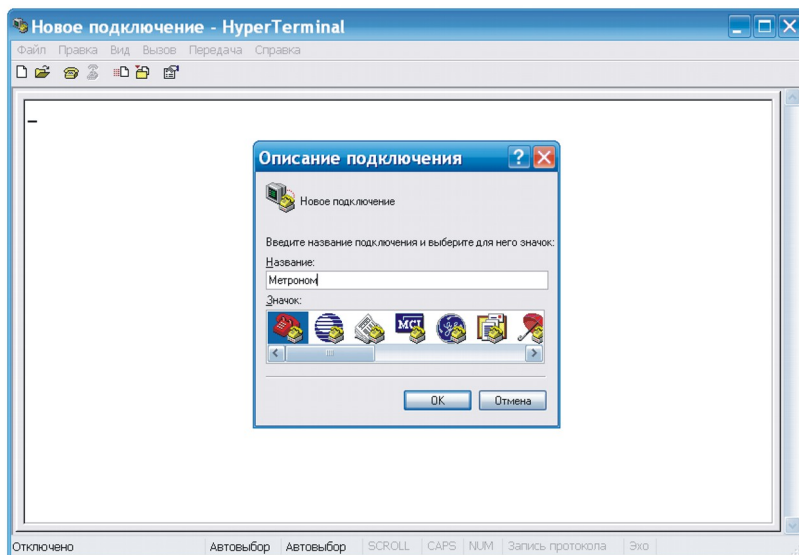 Новое подключение - HyperTerminal
Файл Правка Вид Вызов Передача Справка
Описание подключения
Новое подключение
Введите название подключения и выберите для него значок:
Название:
Метроном
Значок:
MCI
OK Отмена
Отключено Автовыбор Автовыбор SCROLL CAPS NUM Запись протокола Эхо